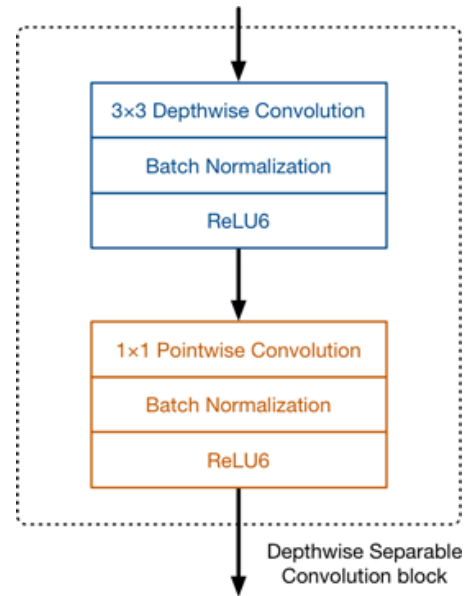 3×3 Depthwise Convolution
Batch Normalization
ReLU6
1×1 Pointwise Convolution
Batch Normalization
ReLU6
Depthwise Separable
Convolution block